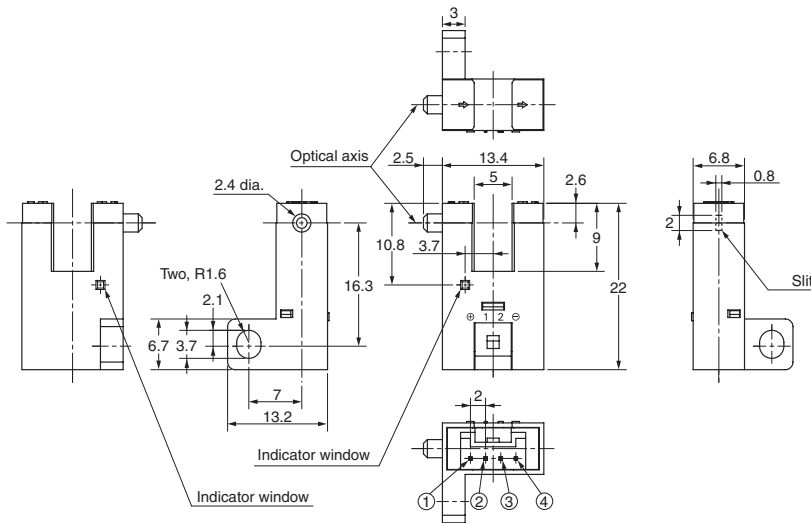 3
Optical axis
2.5
13.4
5
2.6
2.4 dia.
10.8
3.7
9
22
6.8
0.8
2
Slit
Two, R1.6
2.1
16.3
6.7
3.7
7
13.2
⊕ 1 2 ⊖
2
Indicator window
Indicator window
① ② ③ ④